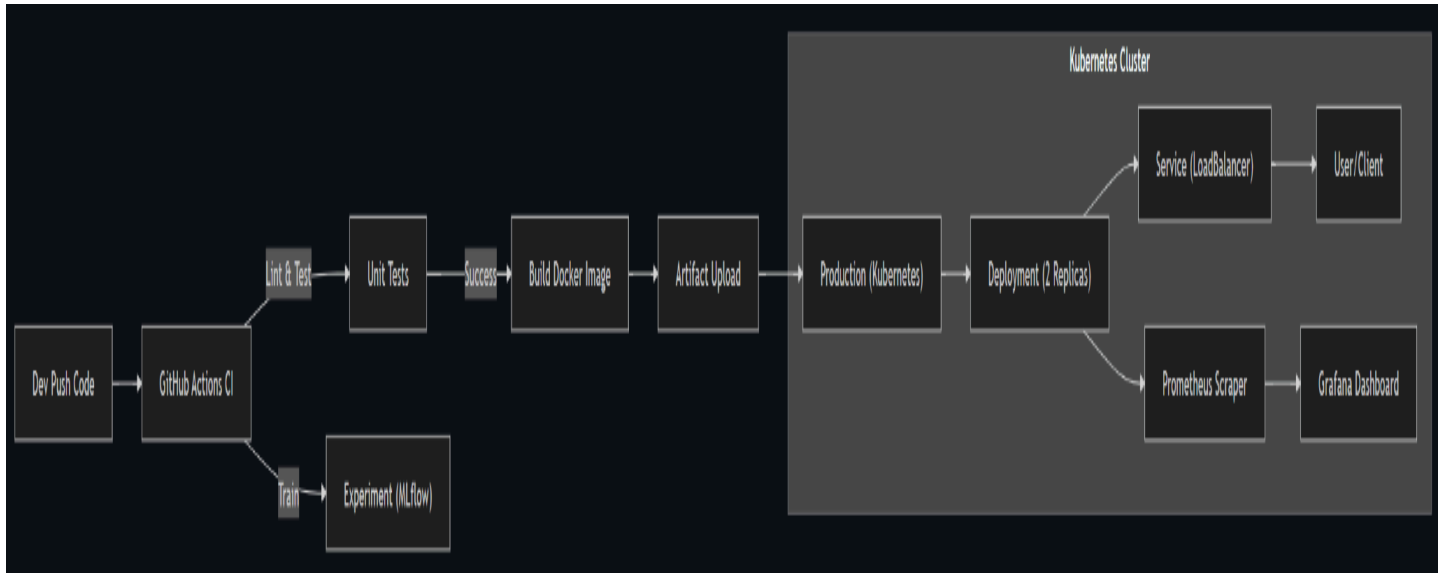 Kubernetes Cluster
Service (LoadBalancer)
User/Client
Lint & Test
Unit Tests
Success
Build Docker Image
Artifact Upload
Production (Kubernetes)
Deployment (2 Replicas)
Dev Push Code
GitHub Actions CI
Prometheus Scraper
Grafana Dashboard
Train
Experiment (MLflow)